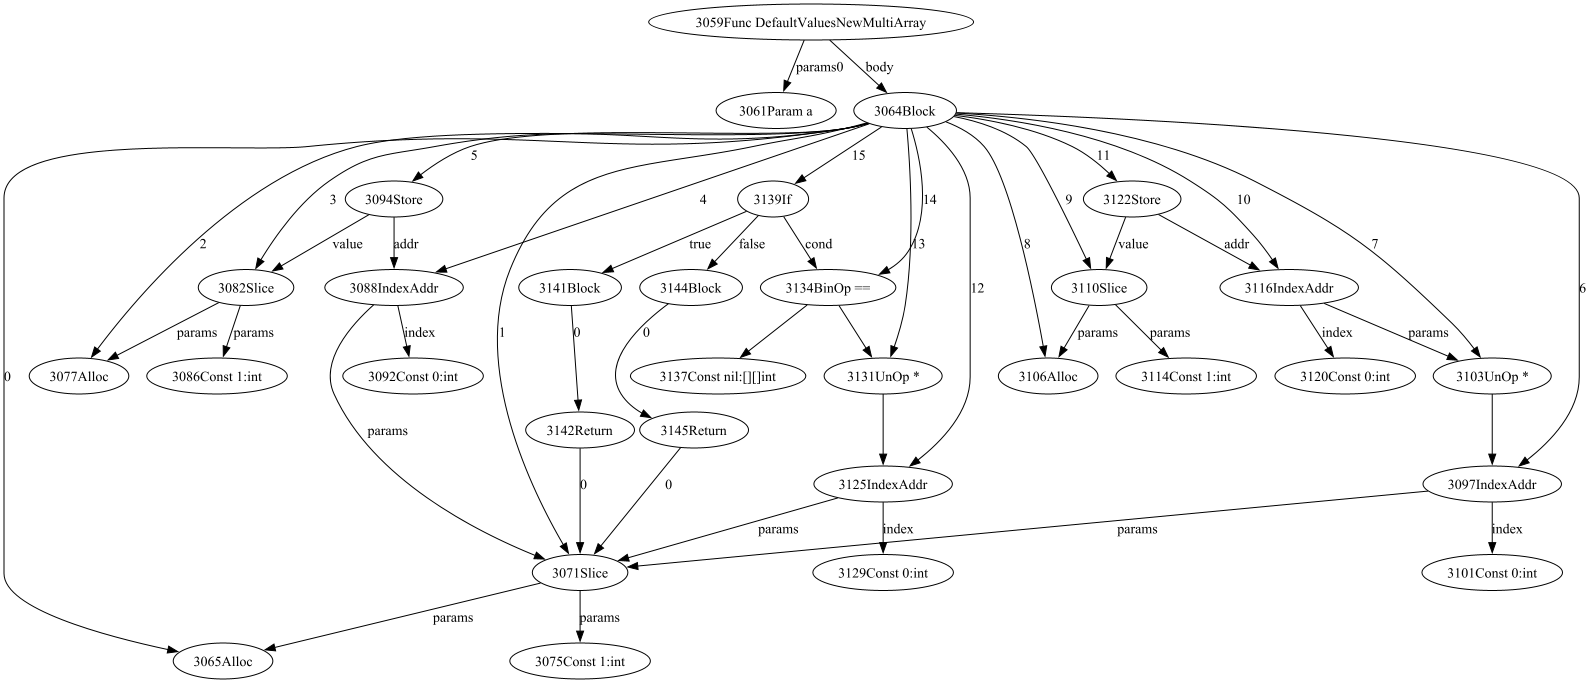 3059Func DefaultValuesNewMultiArray
params0
body
3061Param a
3064Block
5
15
11
3094Store
3139If
3122Store
3
4
14
9
10
2
value
addr
true
false
cond
13
8
value
addr
7
3082Slice
3088IndexAddr
3141Block
3144Block
3134BinOp ==
12
3110Slice
3116IndexAddr
6
params
params
index
1
0
0
params
params
index
params
0
3077Alloc
3086Const 1:int
3092Const 0:int
3137Const nil:[][]int
3131UnOp *
3106Alloc
3114Const 1:int
3120Const 0:int
3103UnOp *
params
3142Return
3145Return
0
0
3125IndexAddr
3097IndexAddr
params
index
params
index
3071Slice
3129Const 0:int
3101Const 0:int
params
params
3065Alloc
3075Const 1:int